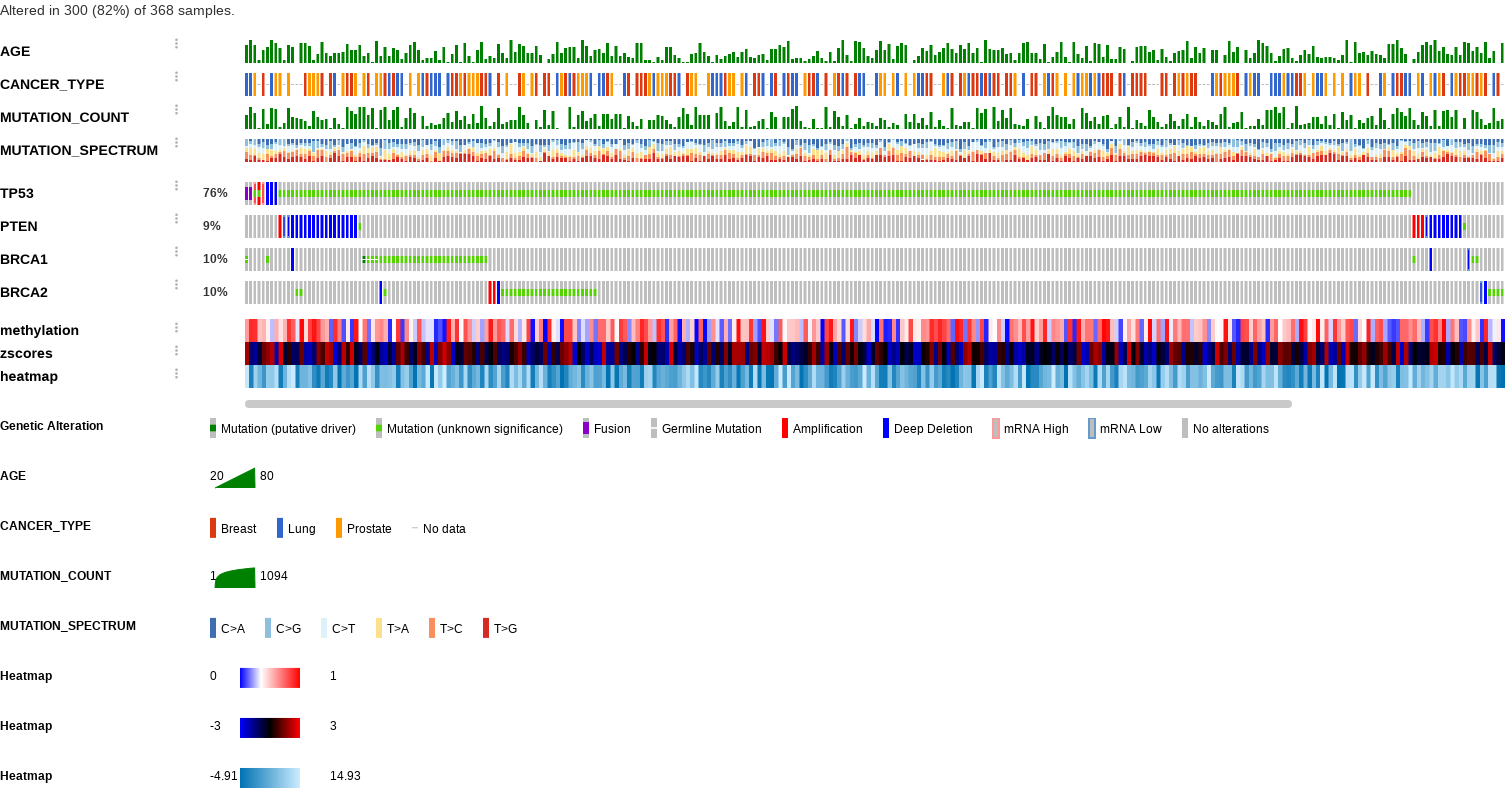 Altered in 300 (82%) of 368 samples.
AGE
CANCER_TYPE
MUTATION_COUNT
MUTATION_SPECTRUM
TP53 76%
PTEN 9%
BRCA1 10%
BRCA2 10%
methylation
zscores
heatmap
Genetic Alteration Mutation (putative driver) Mutation (unknown significance) Fusion Germline Mutation Amplification Deep Deletion mRNA High mRNA Low No alterations
AGE 20 80
CANCER_TYPE Breast Lung Prostate No data
MUTATION_COUNT 1 1094
MUTATION_SPECTRUM C>A C>G C>T T>A T>C T>G
Heatmap 0 1
Heatmap -3 3
Heatmap -4.91 14.93